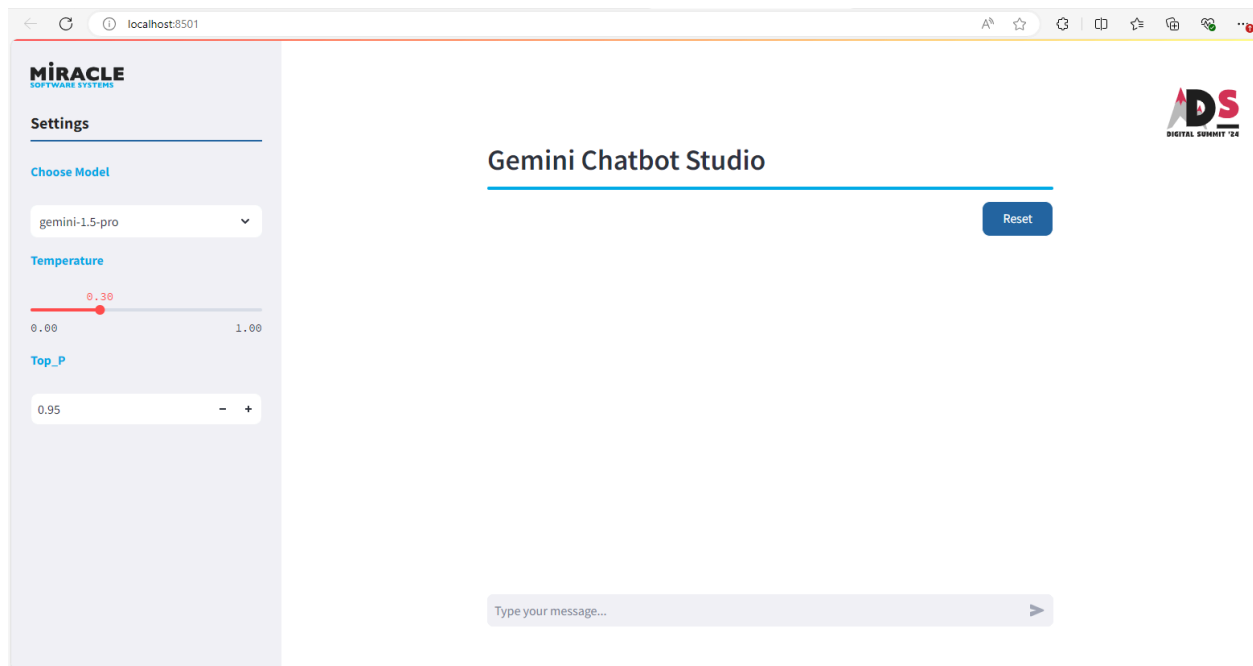 localhost:8501
MiRACLE
SOFTWARE SYSTEMS
Settings
Choose Model
gemini-1.5-pro
Temperature
0.30
0.00 1.00
Top_P
0.95
Gemini Chatbot Studio
Reset
Type your message...
ADS
DIGITAL SUMMIT '24